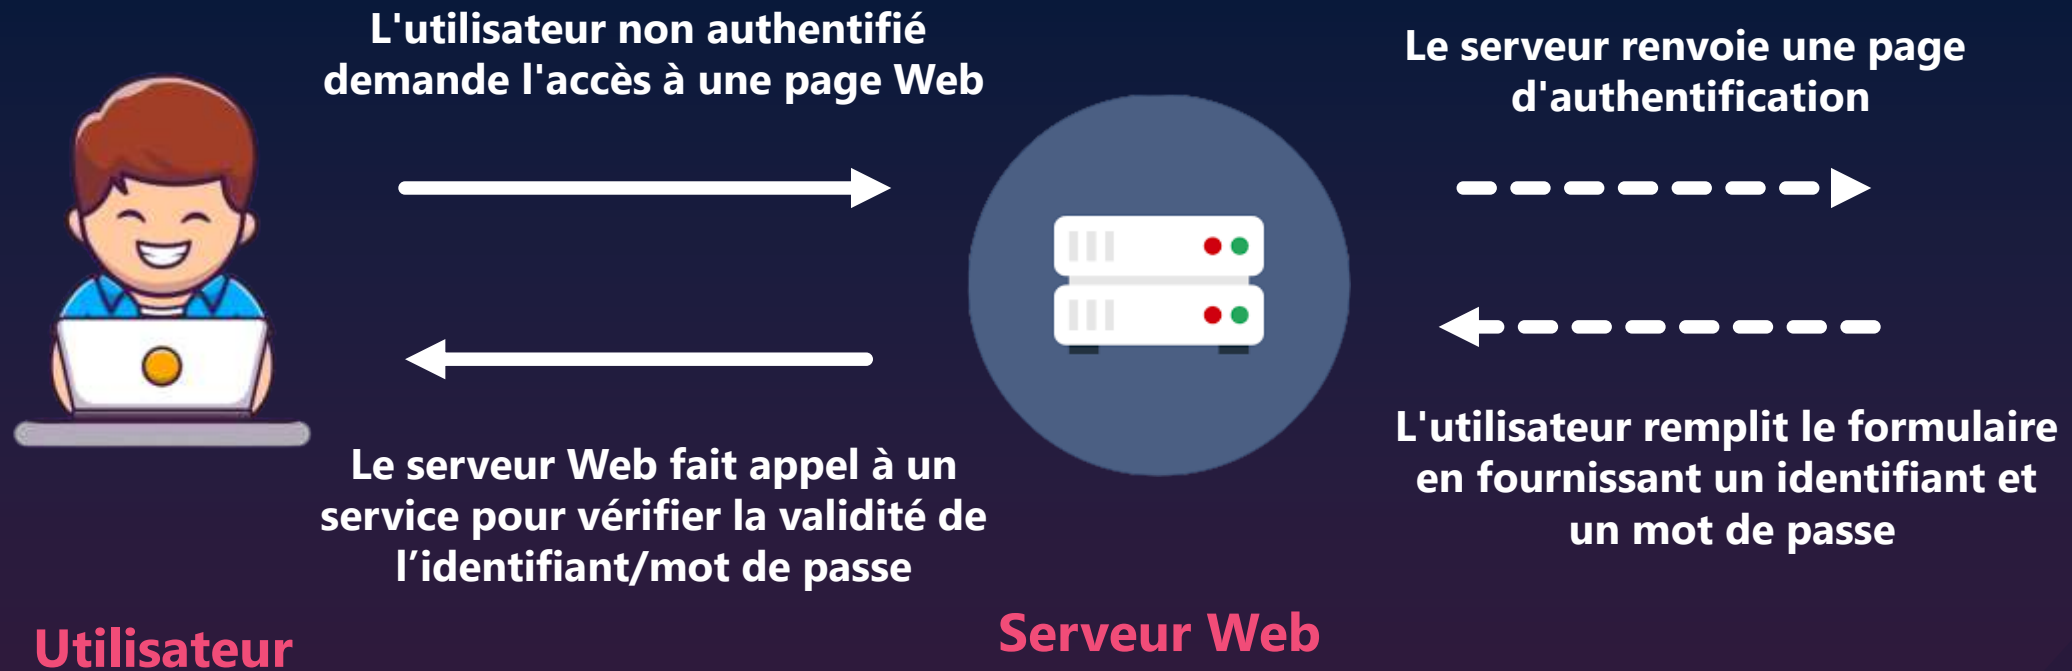 L'utilisateur non authentifié
demande l'accès à une page Web
Le serveur renvoie une page
d'authentification
Le serveur Web fait appel à un
service pour vérifier la validité de
l’identifiant/mot de passe
L'utilisateur remplit le formulaire
en fournissant un identifiant et
un mot de passe
Utilisateur
Serveur Web